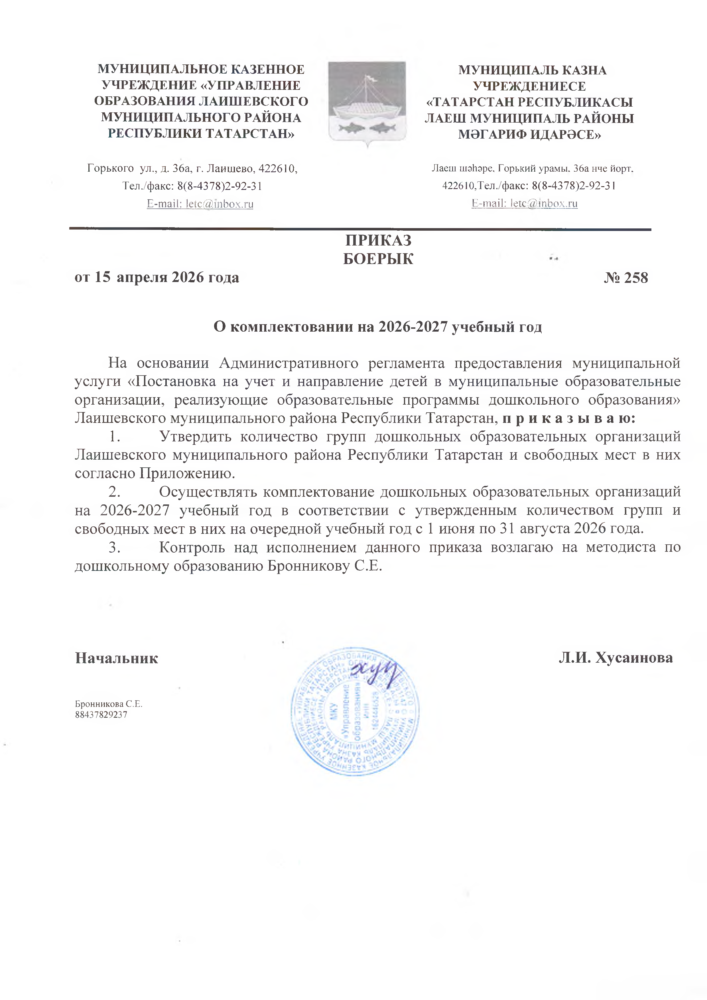 МУНИЦИПАЛЬНОЕ КАЗЕННОЕ
УЧРЕЖДЕНИЕ «УПРАВЛЕНИЕ
ОБРАЗОВАНИЯ ЛАИШЕВСКОГО
МУНИЦИПАЛЬНОГО РАЙОНА
РЕСПУБЛИКИ ТАТАРСТАН»
Горького ул., д. 36а, г. Лаишево, 422610,
Тел./факс: 8(8-4378)2-92-31
E-mail: letc@inbox.ru
МУНИЦИПАЛЬ КАЗНА
УЧРЕЖДЕНИЕСЕ
«ТАТАРСТАН РЕСПУБЛИКАСЫ
ЛАЕШ МУНИЦИПАЛЬ РАЙОНЫ
МӘГАРИФ ИДАРӘСЕ»
Лаеш шәһәре, Горький урамы, 36а нче йорт,
422610,Тел./факс: 8(8-4378)2-92-31
E-mail: letc@inbox.ru
ПРИКАЗ
БОЕРЫК
от 15 апреля 2026 года № 258
О комплектовании на 2026-2027 учебный год
На основании Административного регламента предоставления муниципальной
услуги «Постановка на учет и направление детей в муниципальные образовательные
организации, реализующие образовательные программы дошкольного образования»
Лаишевского муниципального района Республики Татарстан, п р и к а з ы в а ю:
1. Утвердить количество групп дошкольных образовательных организаций
Лаишевского муниципального района Республики Татарстан и свободных мест в них
согласно Приложению.
2. Осуществлять комплектование дошкольных образовательных организаций
на 2026-2027 учебный год в соответствии с утвержденным количеством групп и
свободных мест в них на очередной учебный год с 1 июня по 31 августа 2026 года.
3. Контроль над исполнением данного приказа возлагаю на методиста по
дошкольному образованию Бронникову С.Е.
Начальник Л.И. Хусаинова
Бронникова С.Е.
88437829237
МКУ
«Управление
образования»
ИНН